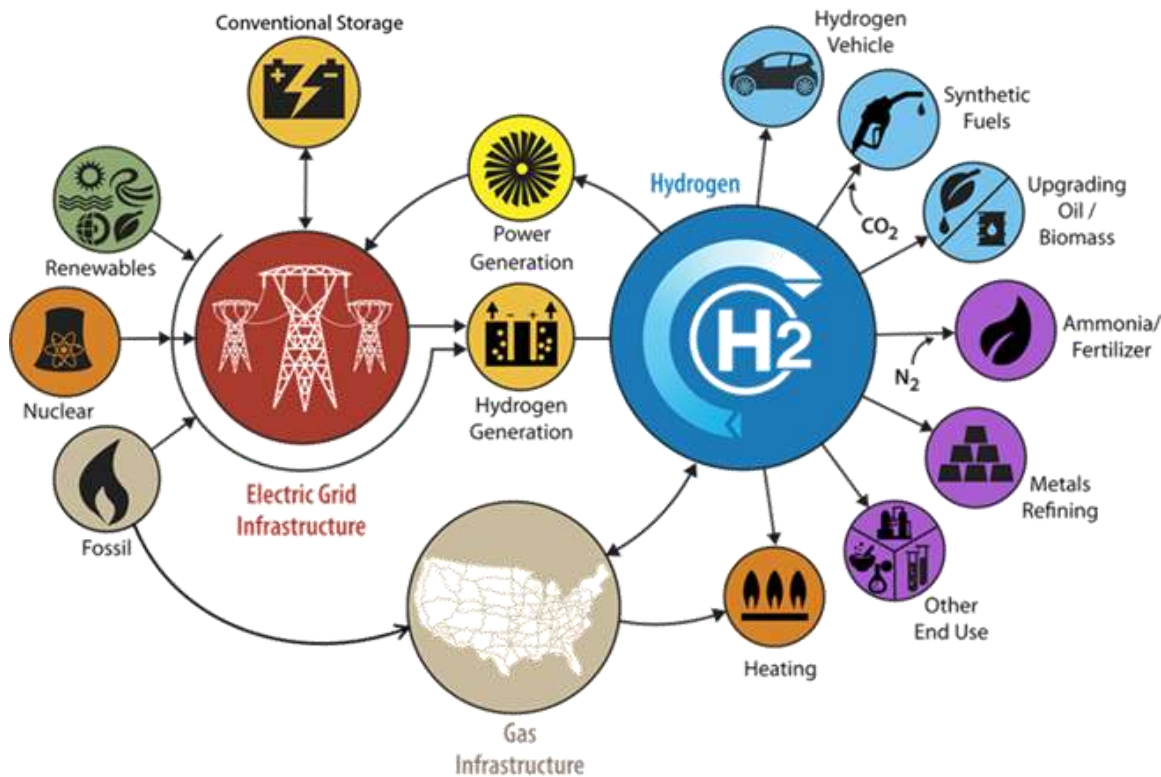 Conventional Storage
Hydrogen
Vehicle
Synthetic
Fuels
Renewables
Power
Generation
Hydrogen
CO2
Upgrading
Oil /
Biomass
Nuclear
Hydrogen
Generation
H2
N2
Ammonia/
Fertilizer
Fossil
Electric Grid
Infrastructure
Metals
Refining
Other
End Use
Heating
Gas
Infrastructure